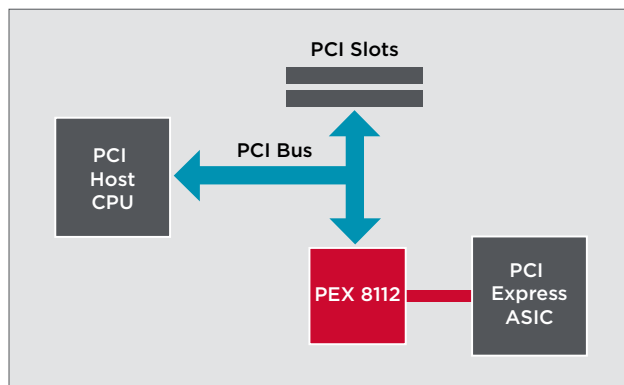 PCI Slots
PCI
Host
CPU
PCI Bus
PEX 8112
PCI
Express
ASIC